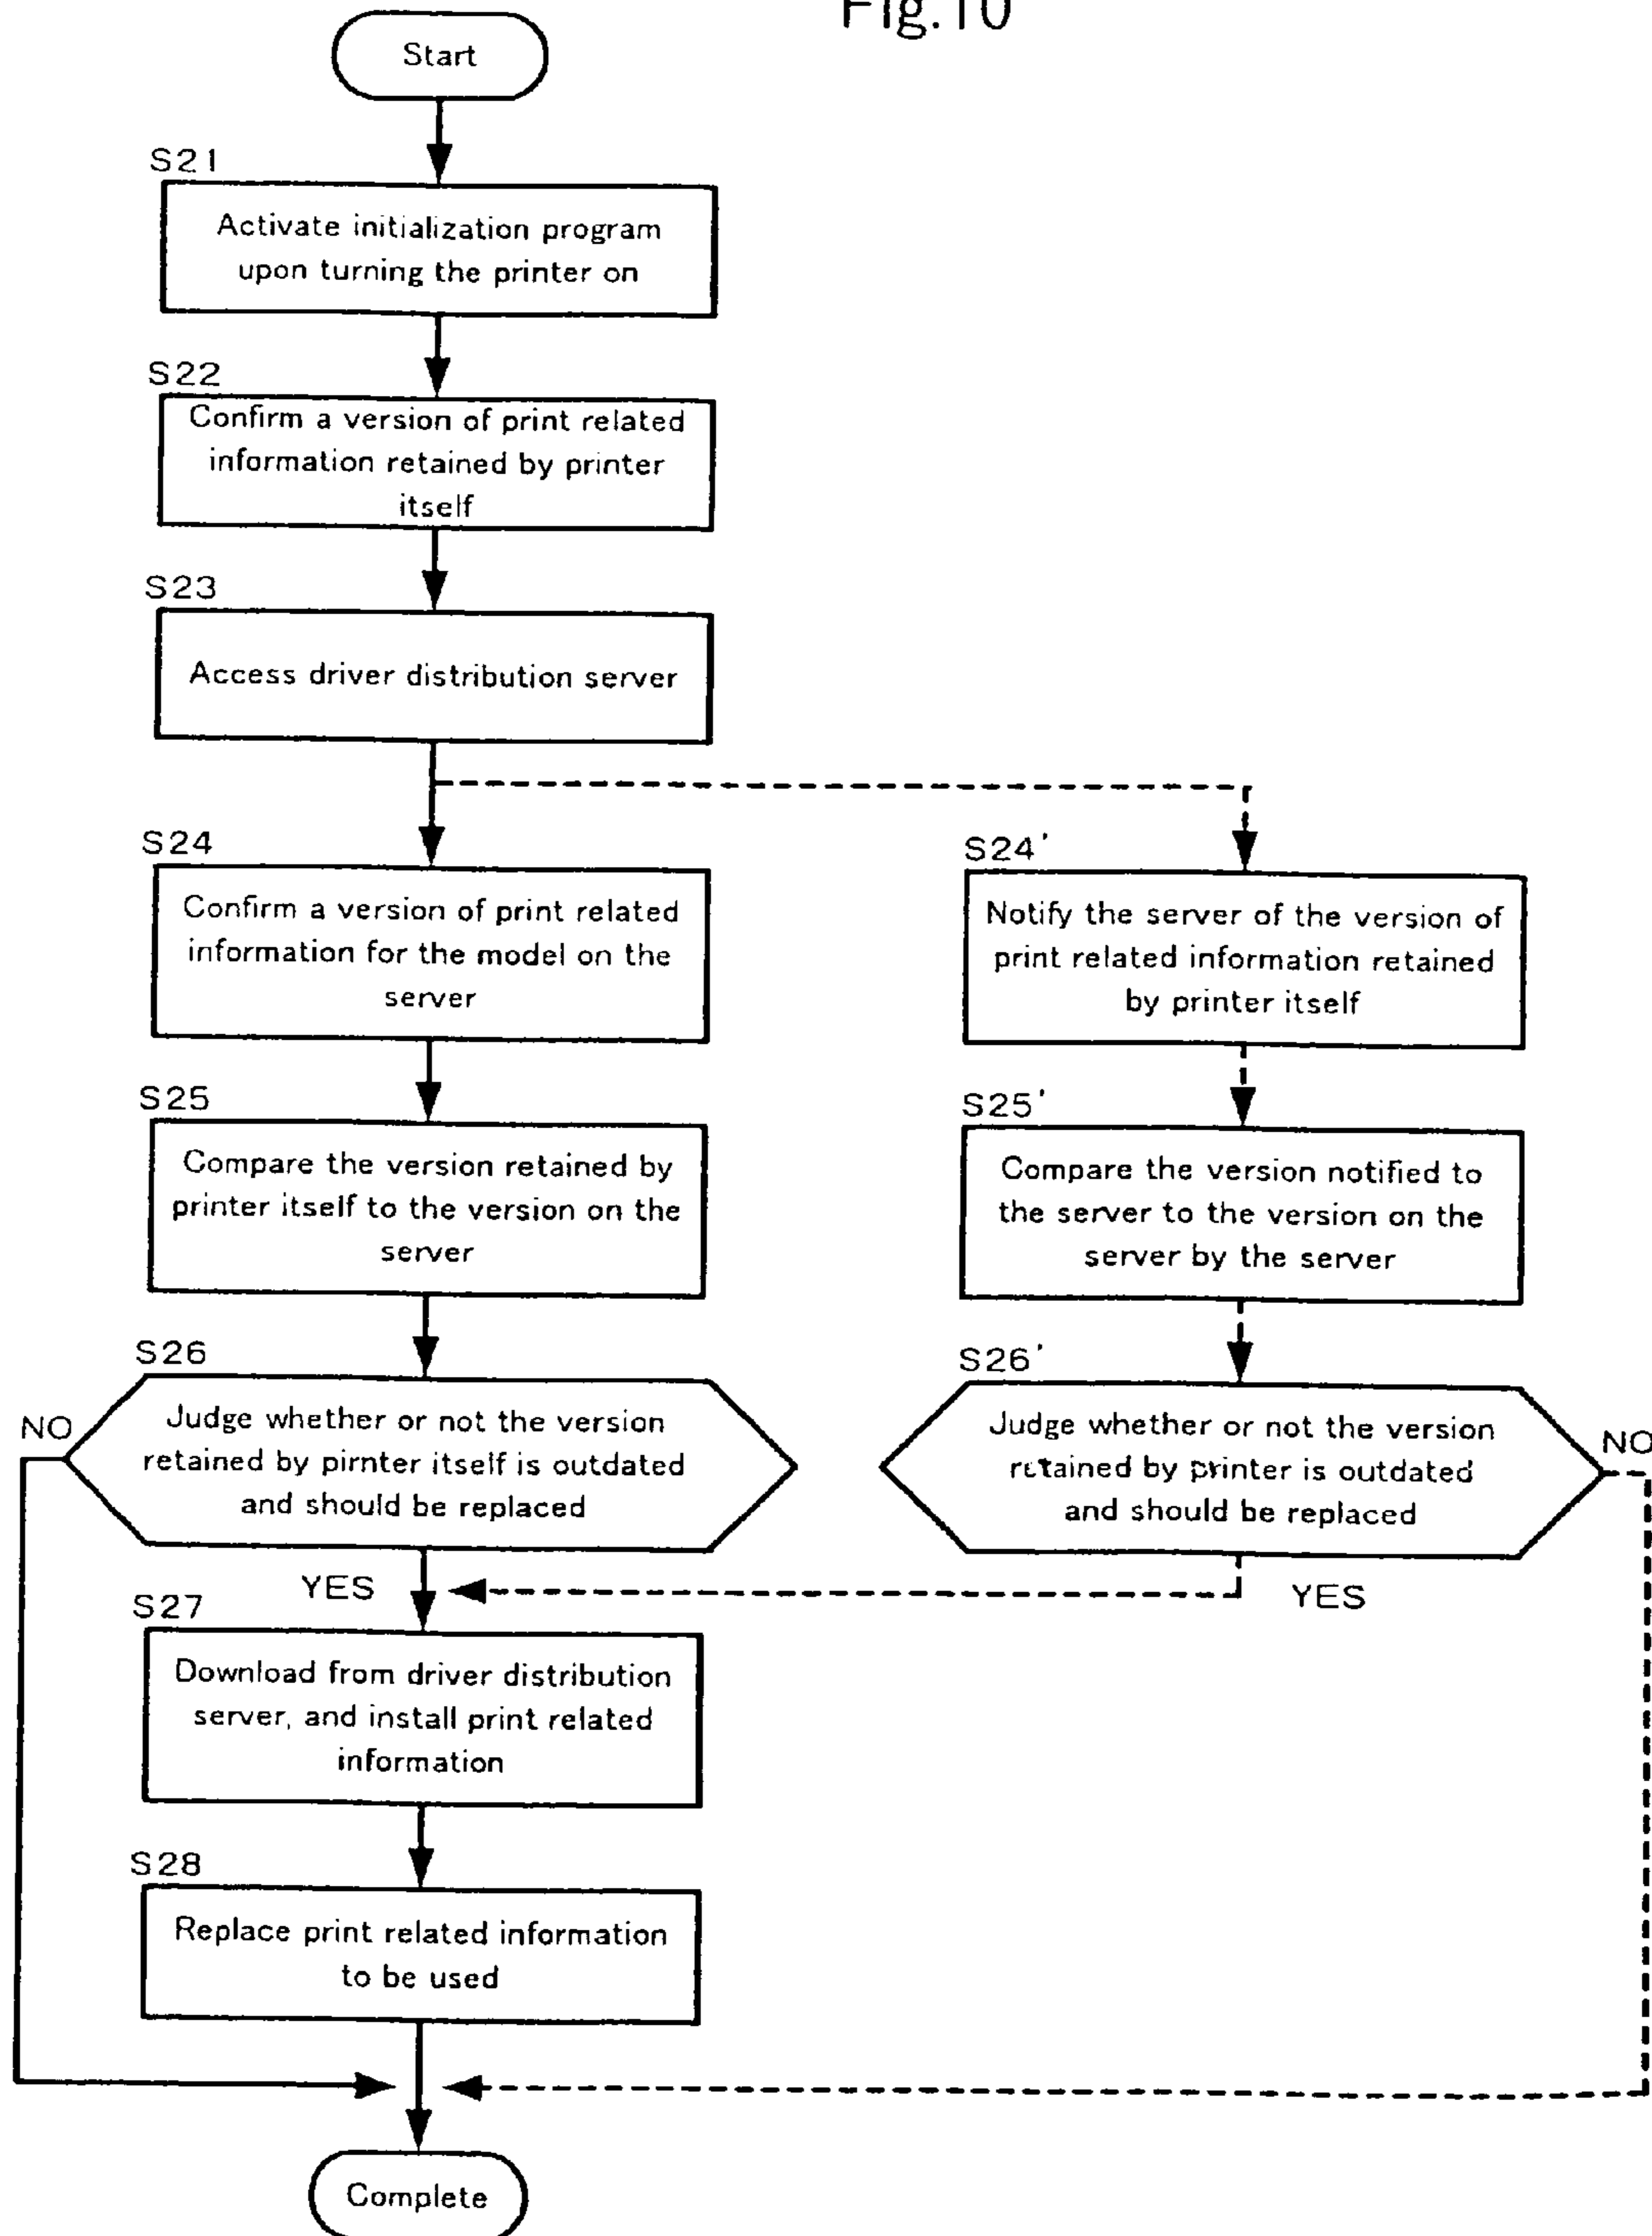 Fig.10
Start
S21
Activate initialization program
upon turning the printer on
S22
Confirm a version of print related
information retained by printer
itself
S23
Access driver distribution server
S24
Confirm a version of print related
information for the model on the
server
S24'
Notify the server of the version of
print related information retained
by printer itself
S25
Compare the version retained by
printer itself to the version on the
server
S25'
Compare the version notified to
the server to the version on the
server by the server
S26
NO
Judge whether or not the version
retained by pirnter itself is outdated
and should be replaced
S26'
Judge whether or not the version
retained by printer is outdated
and should be replaced
NO
YES
YES
S27
Download from driver distribution
server, and install print related
information
S28
Replace print related information
to be used
Complete